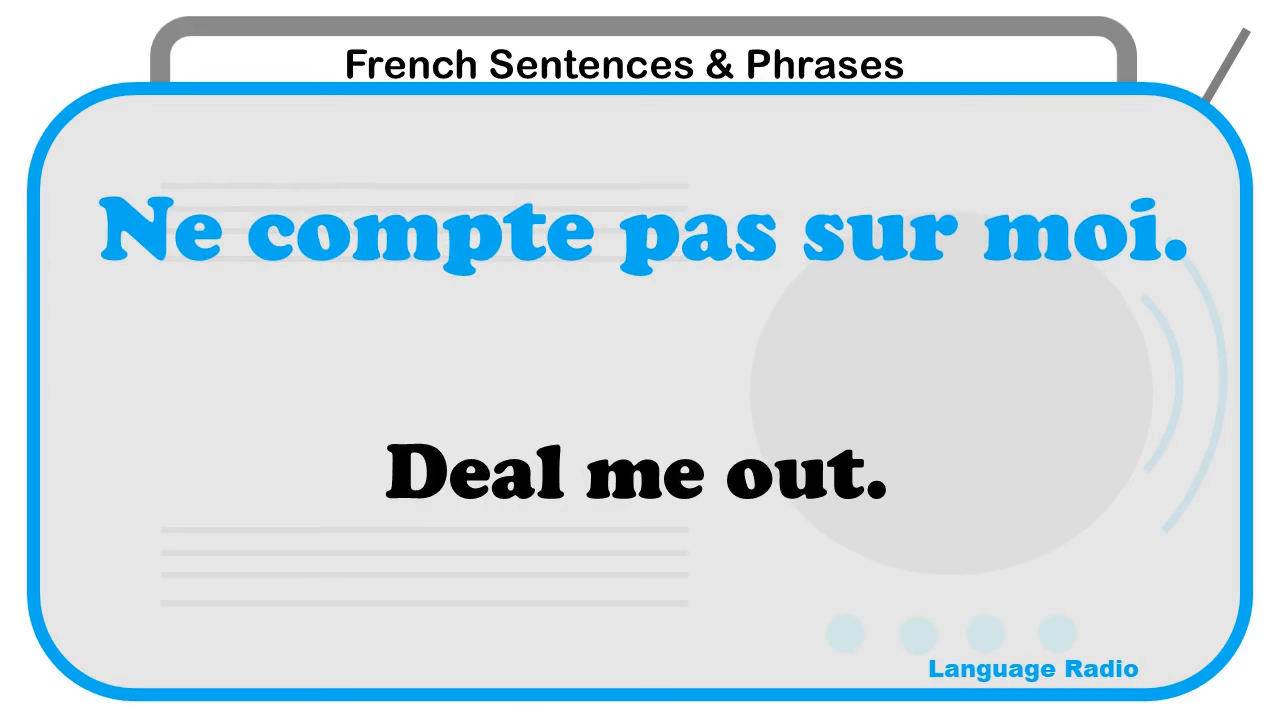 French Sentences & Phrases
Ne compte pas sur moi.
Deal me out.
Language Radio